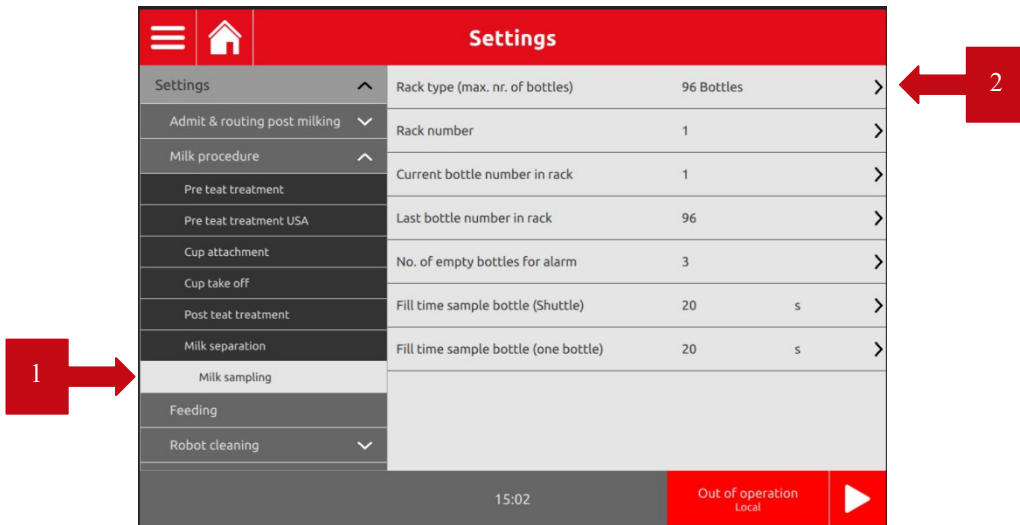 Settings
Settings
Admit & routing post milking
Milk procedure
Pre teat treatment
Pre teat treatment USA
Cup attachment
Cup take off
Post teat treatment
Milk separation
1
Milk sampling
Feeding
Robot cleaning
Rack type (max. nr. of bottles) 96 Bottles
2
Rack number 1
Current bottle number in rack 1
Last bottle number in rack 96
No. of empty bottles for alarm 3
Fill time sample bottle (Shuttle) 20 s
Fill time sample bottle (one bottle) 20 s
15:02
Out of operation
Local